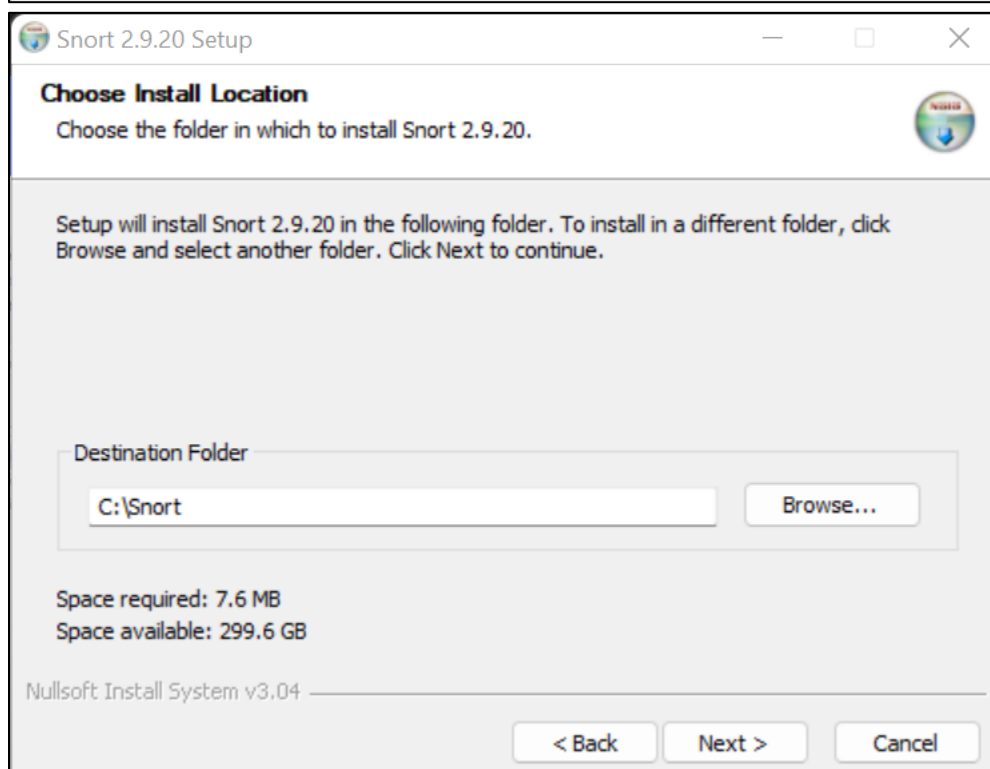 Snort 2.9.20 Setup
Choose Install Location
Choose the folder in which to install Snort 2.9.20.
Setup will install Snort 2.9.20 in the following folder. To install in a different folder, click
Browse and select another folder. Click Next to continue.
Destination Folder
C:\Snort
Browse...
Space required: 7.6 MB
Space available: 299.6 GB
Nullsoft Install System v3.04
< Back
Next >
Cancel